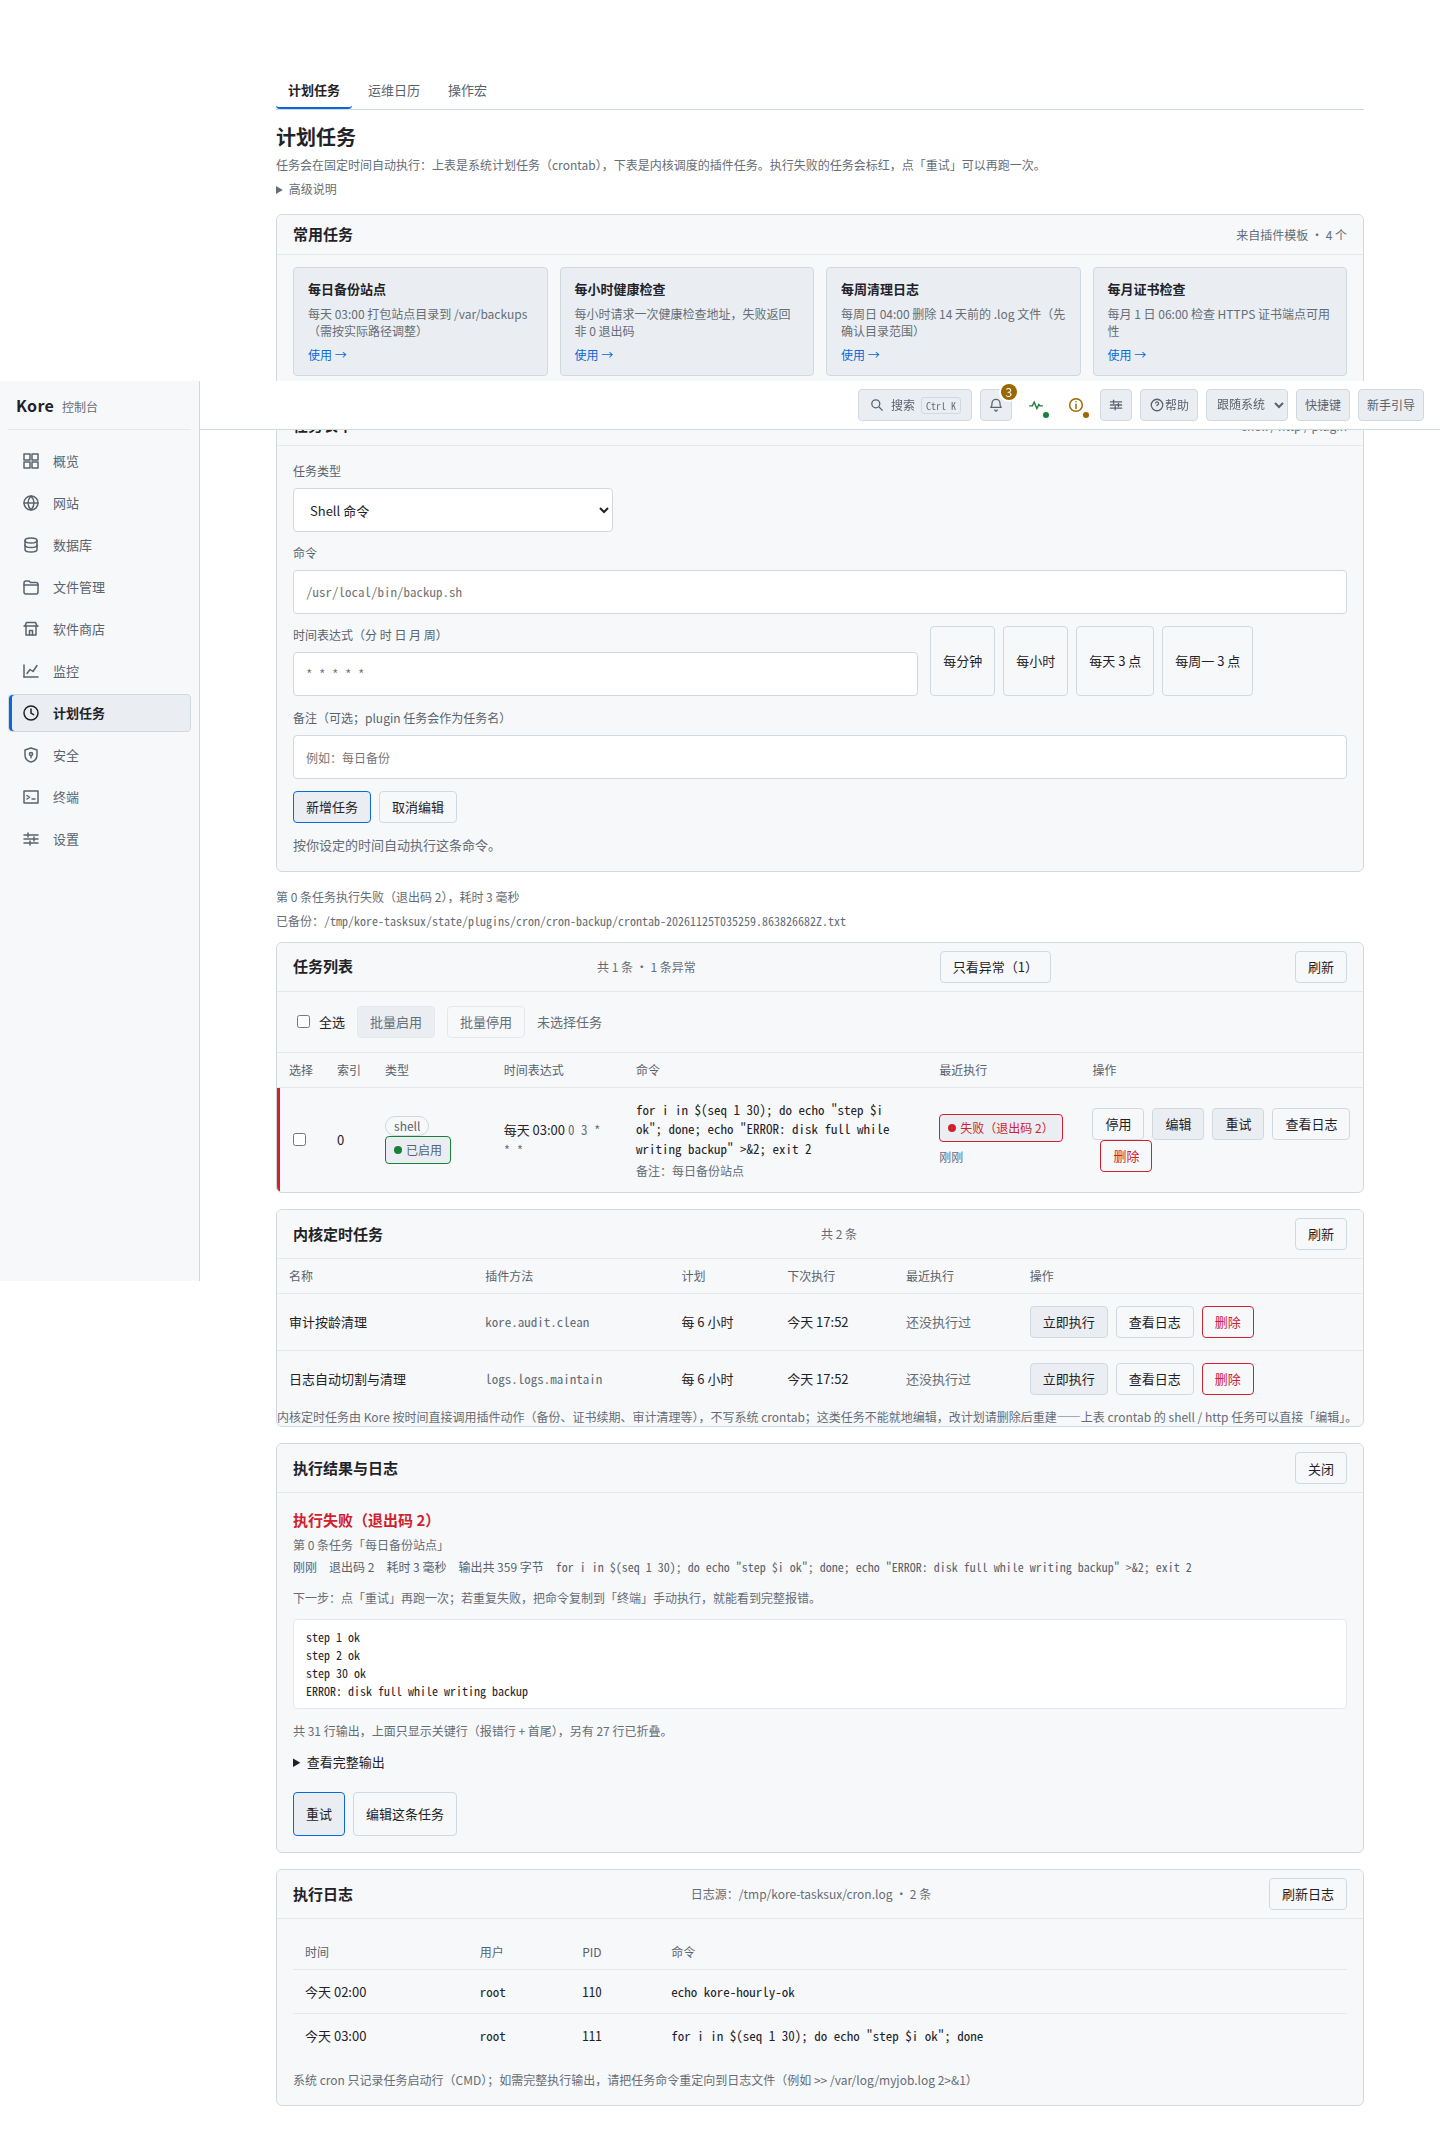 计划任务 运维日历 操作宏
计划任务
任务会在固定时间自动执行：上表是系统计划任务（crontab），下表是内核调度的插件任务。执行失败的任务会标红，点「重试」可以再跑一次。
▶ 高级说明
常用任务 来自插件模板 · 4 个
每日备份站点
每天 03:00 打包站点目录到 /var/backups
（需按实际路径调整）
使用 →
每小时健康检查
每小时请求一次健康检查地址，失败返回
非 0 退出码
使用 →
每周清理日志
每周日 04:00 删除 14 天前的 .log 文件（先
确认目录范围）
使用 →
每月证书检查
每月 1 日 06:00 检查 HTTPS 证书端点可用
性
使用 →
Kore 控制台
搜索 Ctrl K 3 帮助 跟随系统 快捷键 新手引导
概览
网站
数据库
文件管理
软件商店
监控
计划任务
安全
终端
设置
任务类型
Shell 命令
命令
/usr/local/bin/backup.sh
时间表达式（分 时 日 月 周）
* * * * *
每分钟 每小时 每天 3 点 每周一 3 点
备注（可选；plugin 任务会作为任务名）
例如：每日备份
新增任务 取消编辑
按你设定的时间自动执行这条命令。
第 0 条任务执行失败（退出码 2），耗时 3 毫秒
已备份：/tmp/kore-tasksux/state/plugins/cron/cron-backup/crontab-20261125T035259.863826682Z.txt
任务列表 共 1 条 · 1 条异常 只看异常（1） 刷新
全选 批量启用 批量停用 未选择任务
选择 索引 类型 时间表达式 命令 最近执行 操作
0
shell
已启用
每天 03:00 0 3 *
* *
for i in $(seq 1 30); do echo "step $i
ok"; done; echo "ERROR: disk full while
writing backup" >&2; exit 2
备注：每日备份站点
失败（退出码 2）
刚刚
停用 编辑 重试 查看日志
删除
内核定时任务 共 2 条 刷新
名称 插件方法 计划 下次执行 最近执行 操作
审计按龄清理 kore.audit.clean 每 6 小时 今天 17:52 还没执行过 立即执行 查看日志 删除
日志自动切割与清理 logs.logs.maintain 每 6 小时 今天 17:52 还没执行过 立即执行 查看日志 删除
内核定时任务由 Kore 按时间直接调用插件动作（备份、证书续期、审计清理等），不写系统 crontab；这类任务不能就地编辑，改计划请删除后重建——上表 crontab 的 shell / http 任务可以直接「编辑」。
执行结果与日志 关闭
执行失败（退出码 2）
第 0 条任务「每日备份站点」
刚刚 退出码 2 耗时 3 毫秒 输出共 359 字节 for i in $(seq 1 30); do echo "step $i ok"; done; echo "ERROR: disk full while writing backup" >&2; exit 2
下一步：点「重试」再跑一次；若重复失败，把命令复制到「终端」手动执行，就能看到完整报错。
step 1 ok
step 2 ok
step 30 ok
ERROR: disk full while writing backup
共 31 行输出，上面只显示关键行（报错行 + 首尾），另有 27 行已折叠。
▶ 查看完整输出
重试 编辑这条任务
执行日志 日志源：/tmp/kore-tasksux/cron.log · 2 条 刷新日志
时间 用户 PID 命令
今天 02:00 root 110 echo kore-hourly-ok
今天 03:00 root 111 for i in $(seq 1 30); do echo "step $i ok"; done
系统 cron 只记录任务启动行（CMD）；如需完整执行输出，请把任务命令重定向到日志文件（例如 >> /var/log/myjob.log 2>&1）